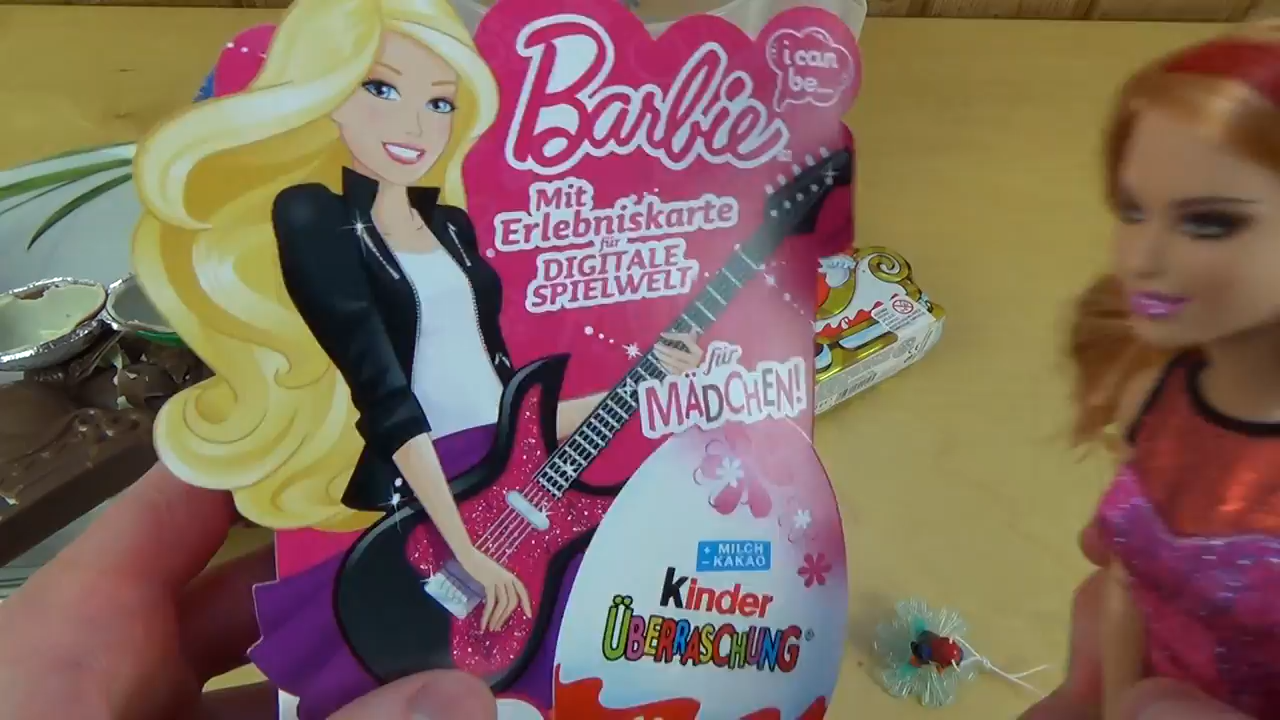 Barbie
i can
be...
Mit
Erlebniskarte
für
DIGITALE
SPIELWELT
für
MÄDCHEN!
+ MILCH
- KAKAO
Kinder
ÜBERRASCHUNG